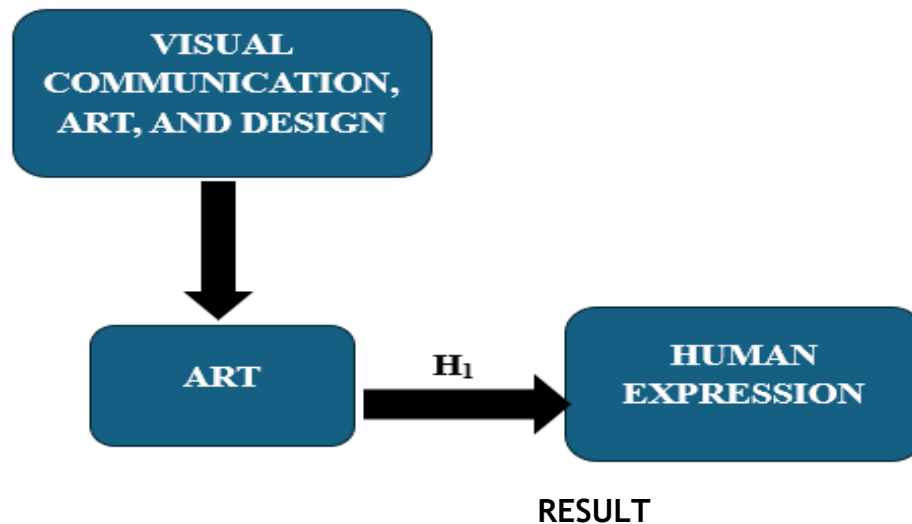 VISUAL
COMMUNICATION,
ART, AND DESIGN
ART
H₁
HUMAN
EXPRESSION
RESULT